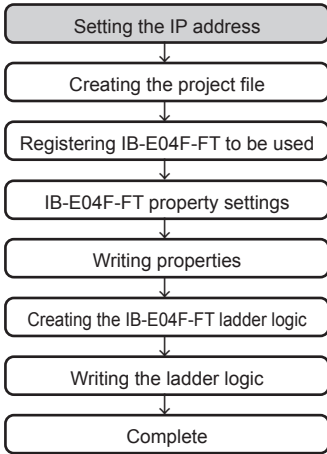 Setting the IP address
Creating the project file
Registering IB-E04F-FT to be used
IB-E04F-FT property settings
Writing properties
Creating the IB-E04F-FT ladder logic
Writing the ladder logic
Complete